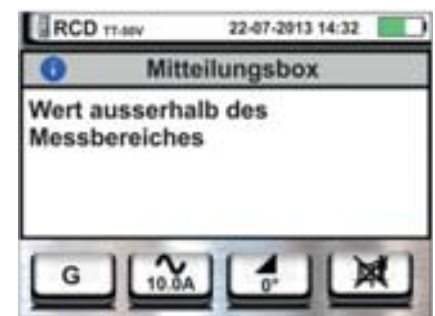 RCD TT-50V 22-07-2013 14:32
Mitteilungsbox
Wert ausserhalb des
Messbereiches
G 10.0A 0°